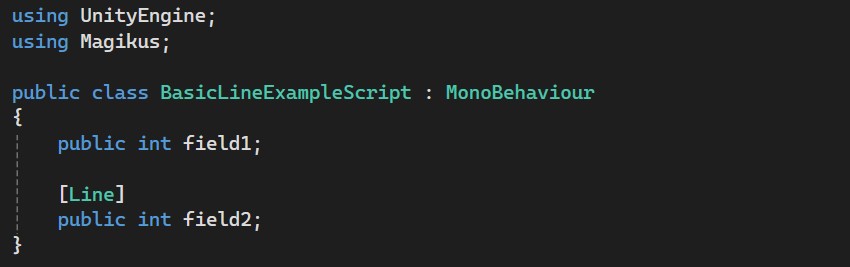 using UnityEngine;
using Magikus;
public class BasicLineExampleScript : MonoBehaviour
{
public int field1;
[Line]
public int field2;
}